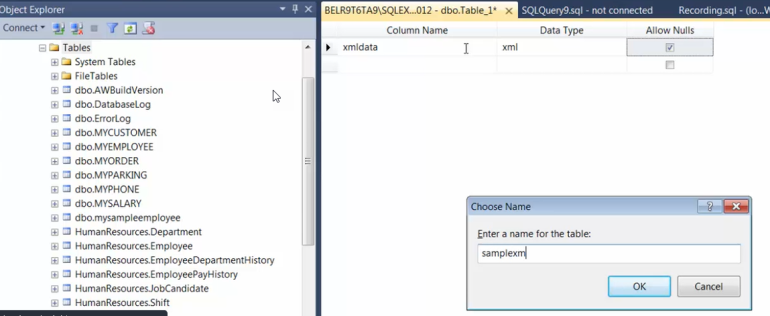 Object Explorer
Connect
Tables
System Tables
FileTables
dbo.AWBuildVersion
dbo.DatabaseLog
dbo.ErrorLog
dbo.MYCUSTOMER
dbo.MYEMPLOYEE
dbo.MYORDER
dbo.MYPARKING
dbo.MYPHONE
dbo.MYSALARY
dbo.mysampleemployee
HumanResources.Department
HumanResources.Employee
HumanResources.EmployeeDepartmentHistory
HumanResources.EmployeePayHistory
HumanResources.JobCandidate
HumanResources.Shift
BELR9T6TA9\SQLEX...012 - dbo.Table_1* SQLQuery9.sql - not connected Recording.sql - (lo...W
Column Name Data Type Allow Nulls
xmldata xml
Choose Name
Enter a name for the table:
samplexm
OK Cancel